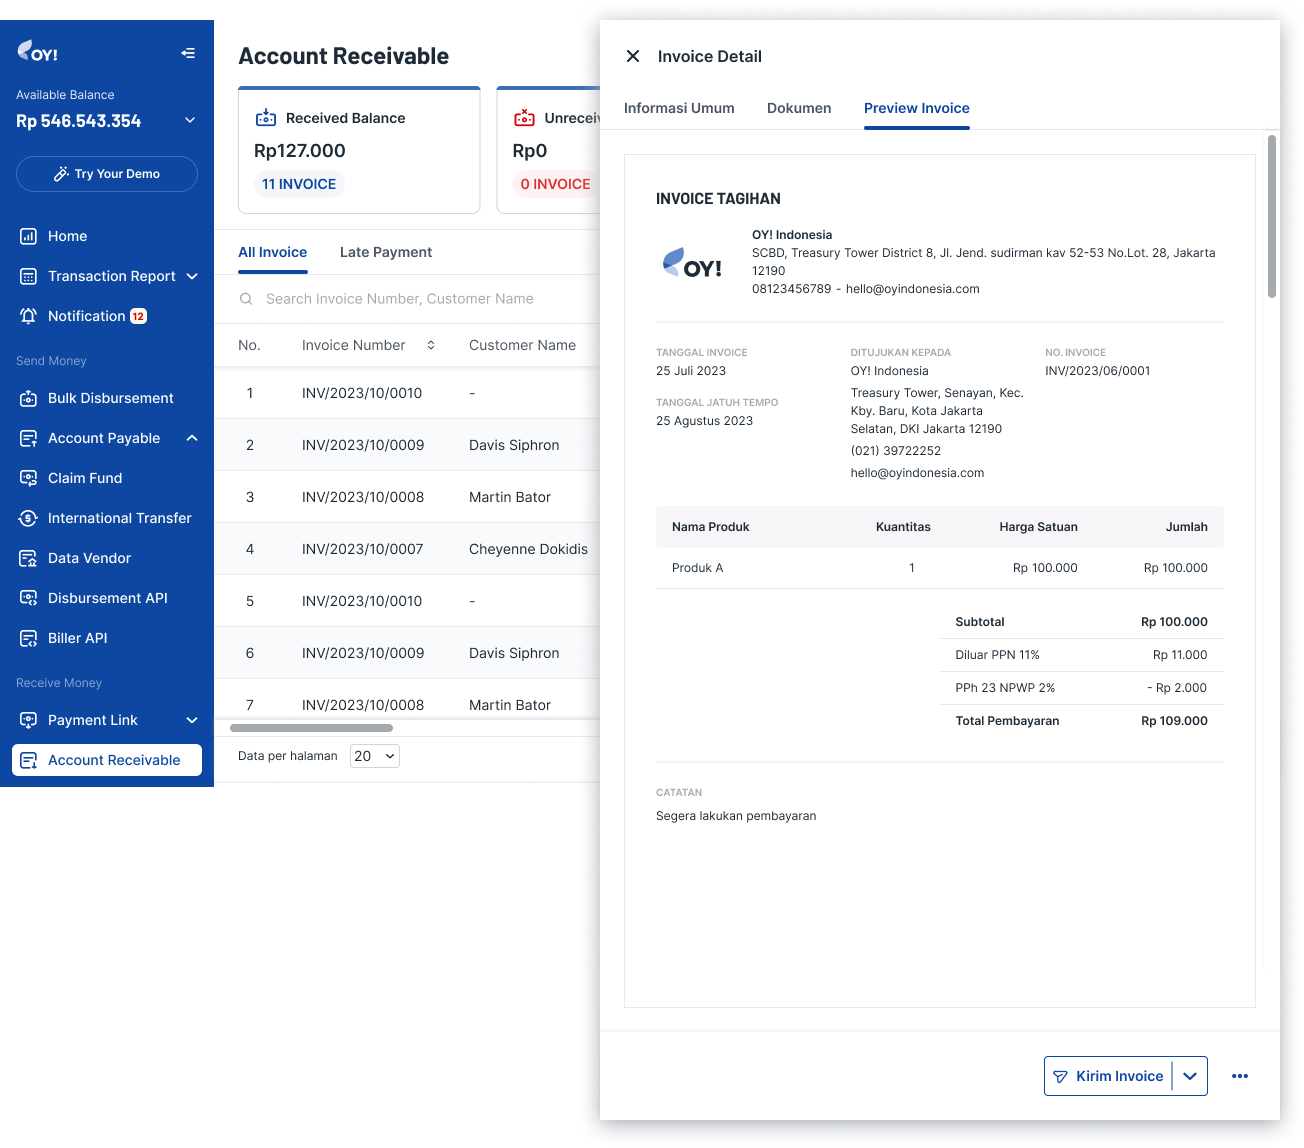 OY!
Available Balance
Rp 546.543.354
Try Your Demo
Home
Transaction Report
Notification 12
Send Money
Bulk Disbursement
Account Payable
Claim Fund
International Transfer
Data Vendor
Disbursement API
Biller API
Receive Money
Payment Link
Account Receivable
Account Receivable
Received Balance
Rp127.000
11 INVOICE
Rp0
0 INVOICE
All Invoice Late Payment
Search Invoice Number, Customer Name
No. Invoice Number Customer Name
1 INV/2023/10/0010 -
2 INV/2023/10/0009 Davis Siphron
3 INV/2023/10/0008 Martin Bator
4 INV/2023/10/0007 Cheyenne Dokidis
5 INV/2023/10/0010 -
6 INV/2023/10/0009 Davis Siphron
7 INV/2023/10/0008 Martin Bator
Data per halaman 20
Invoice Detail
Informasi Umum Dokumen Preview Invoice
INVOICE TAGIHAN
OY!
OY! Indonesia
SCBD, Treasury Tower District 8, Jl. Jend. sudirman kav 52-53 No.Lot. 28, Jakarta
12190
08123456789 - hello@oyindonesia.com
TANGGAL INVOICE
25 Juli 2023
TANGGAL JATUH TEMPO
25 Agustus 2023
DITUJUKAN KEPADA
OY! Indonesia
Treasury Tower, Senayan, Kec.
Kby. Baru, Kota Jakarta
Selatan, DKI Jakarta 12190
(021) 39722252
hello@oyindonesia.com
NO. INVOICE
INV/2023/06/0001
Nama Produk Kuantitas Harga Satuan Jumlah
Produk A 1 Rp 100.000 Rp 100.000
Subtotal Rp 100.000
Diluar PPN 11% Rp 11.000
PPh 23 NPWP 2% - Rp 2.000
Total Pembayaran Rp 109.000
CATATAN
Segera lakukan pembayaran
Kirim Invoice